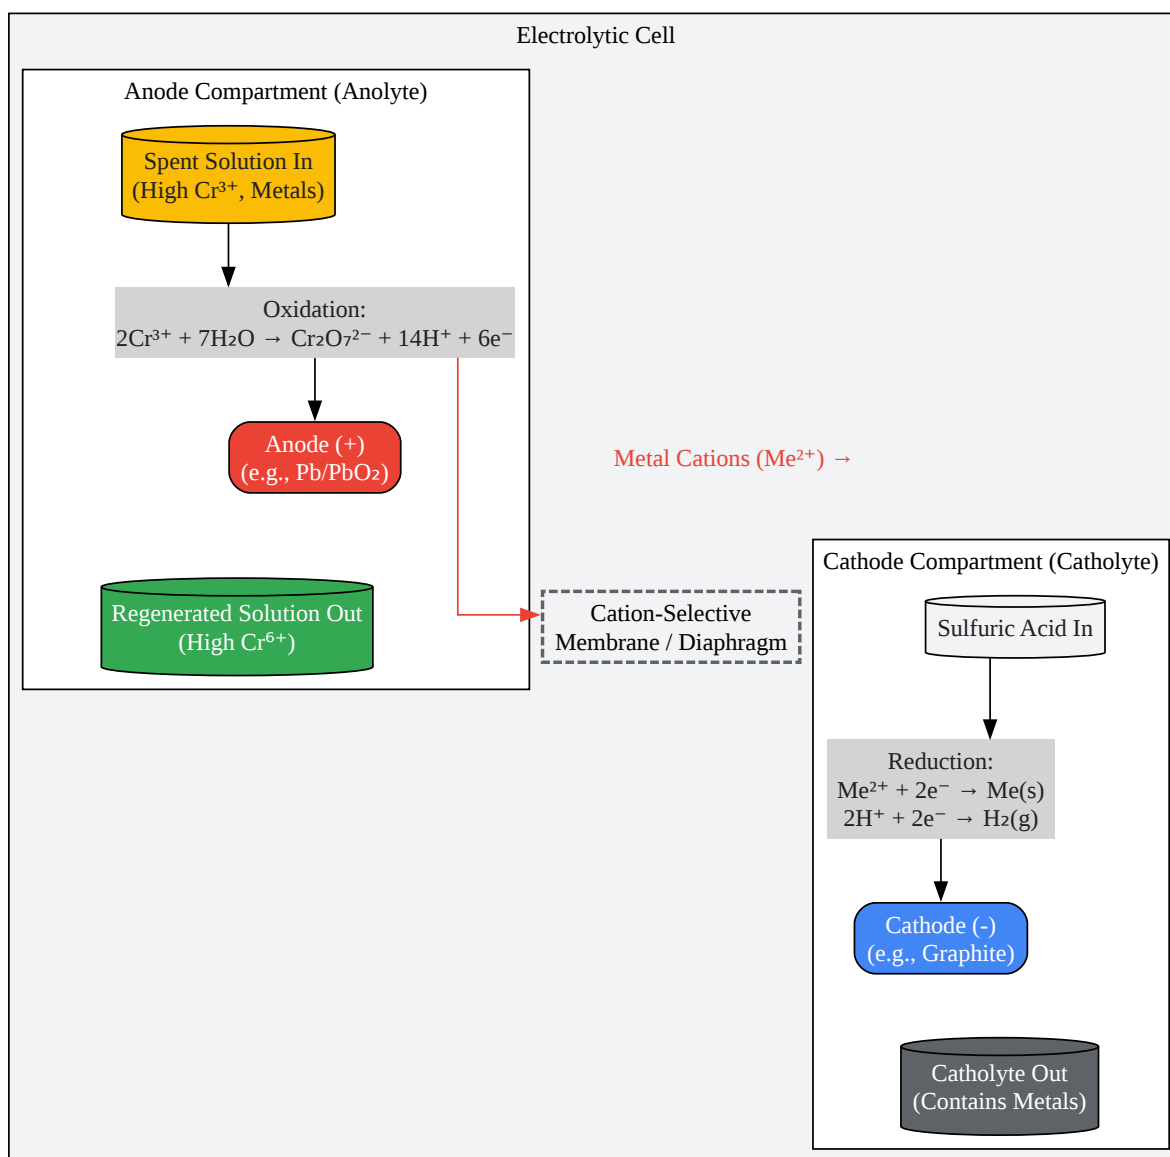 Electrolytic Cell
Anode Compartment (Anolyte)
Spent Solution In
(High Cr³⁺, Metals)
Oxidation:
2Cr³⁺ + 7H₂O → Cr₂O₇²⁻ + 14H⁺ + 6e⁻
Anode (+)
(e.g., Pb/PbO₂)
Regenerated Solution Out
(High Cr⁶⁺)
Metal Cations (Me²⁺) →
Cation-Selective
Membrane / Diaphragm
Cathode Compartment (Catholyte)
Sulfuric Acid In
Reduction:
Me²⁺ + 2e⁻ → Me(s)
2H⁺ + 2e⁻ → H₂(g)
Cathode (-)
(e.g., Graphite)
Catholyte Out
(Contains Metals)